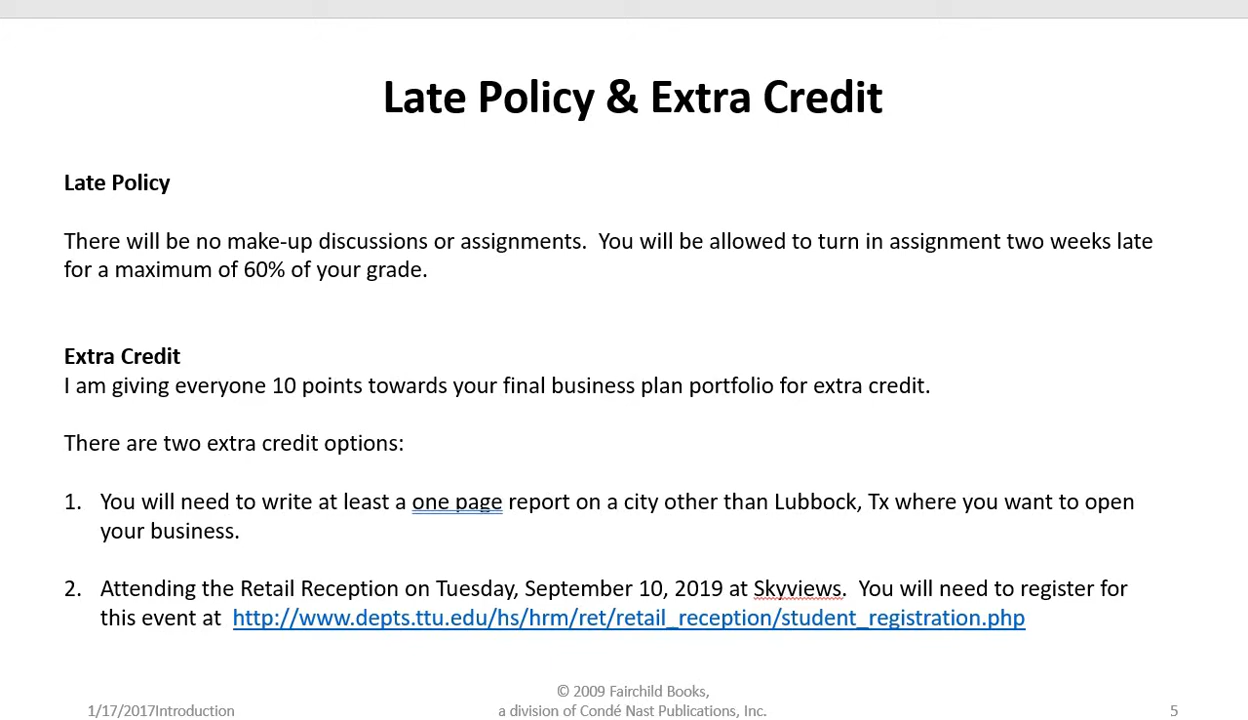 Late Policy & Extra Credit
Late Policy
There will be no make-up discussions or assignments.  You will be allowed to turn in assignment two weeks late
for a maximum of 60% of your grade.
Extra Credit
I am giving everyone 10 points towards your final business plan portfolio for extra credit.
There are two extra credit options:
1. You will need to write at least a one page report on a city other than Lubbock, Tx where you want to open
your business.
2. Attending the Retail Reception on Tuesday, September 10, 2019 at Skyviews.  You will need to register for
this event at  http://www.depts.ttu.edu/hs/hrm/ret/retail_reception/student_registration.php
© 2009 Fairchild Books,
1/17/2017Introduction a division of Condé Nast Publications, Inc. 5